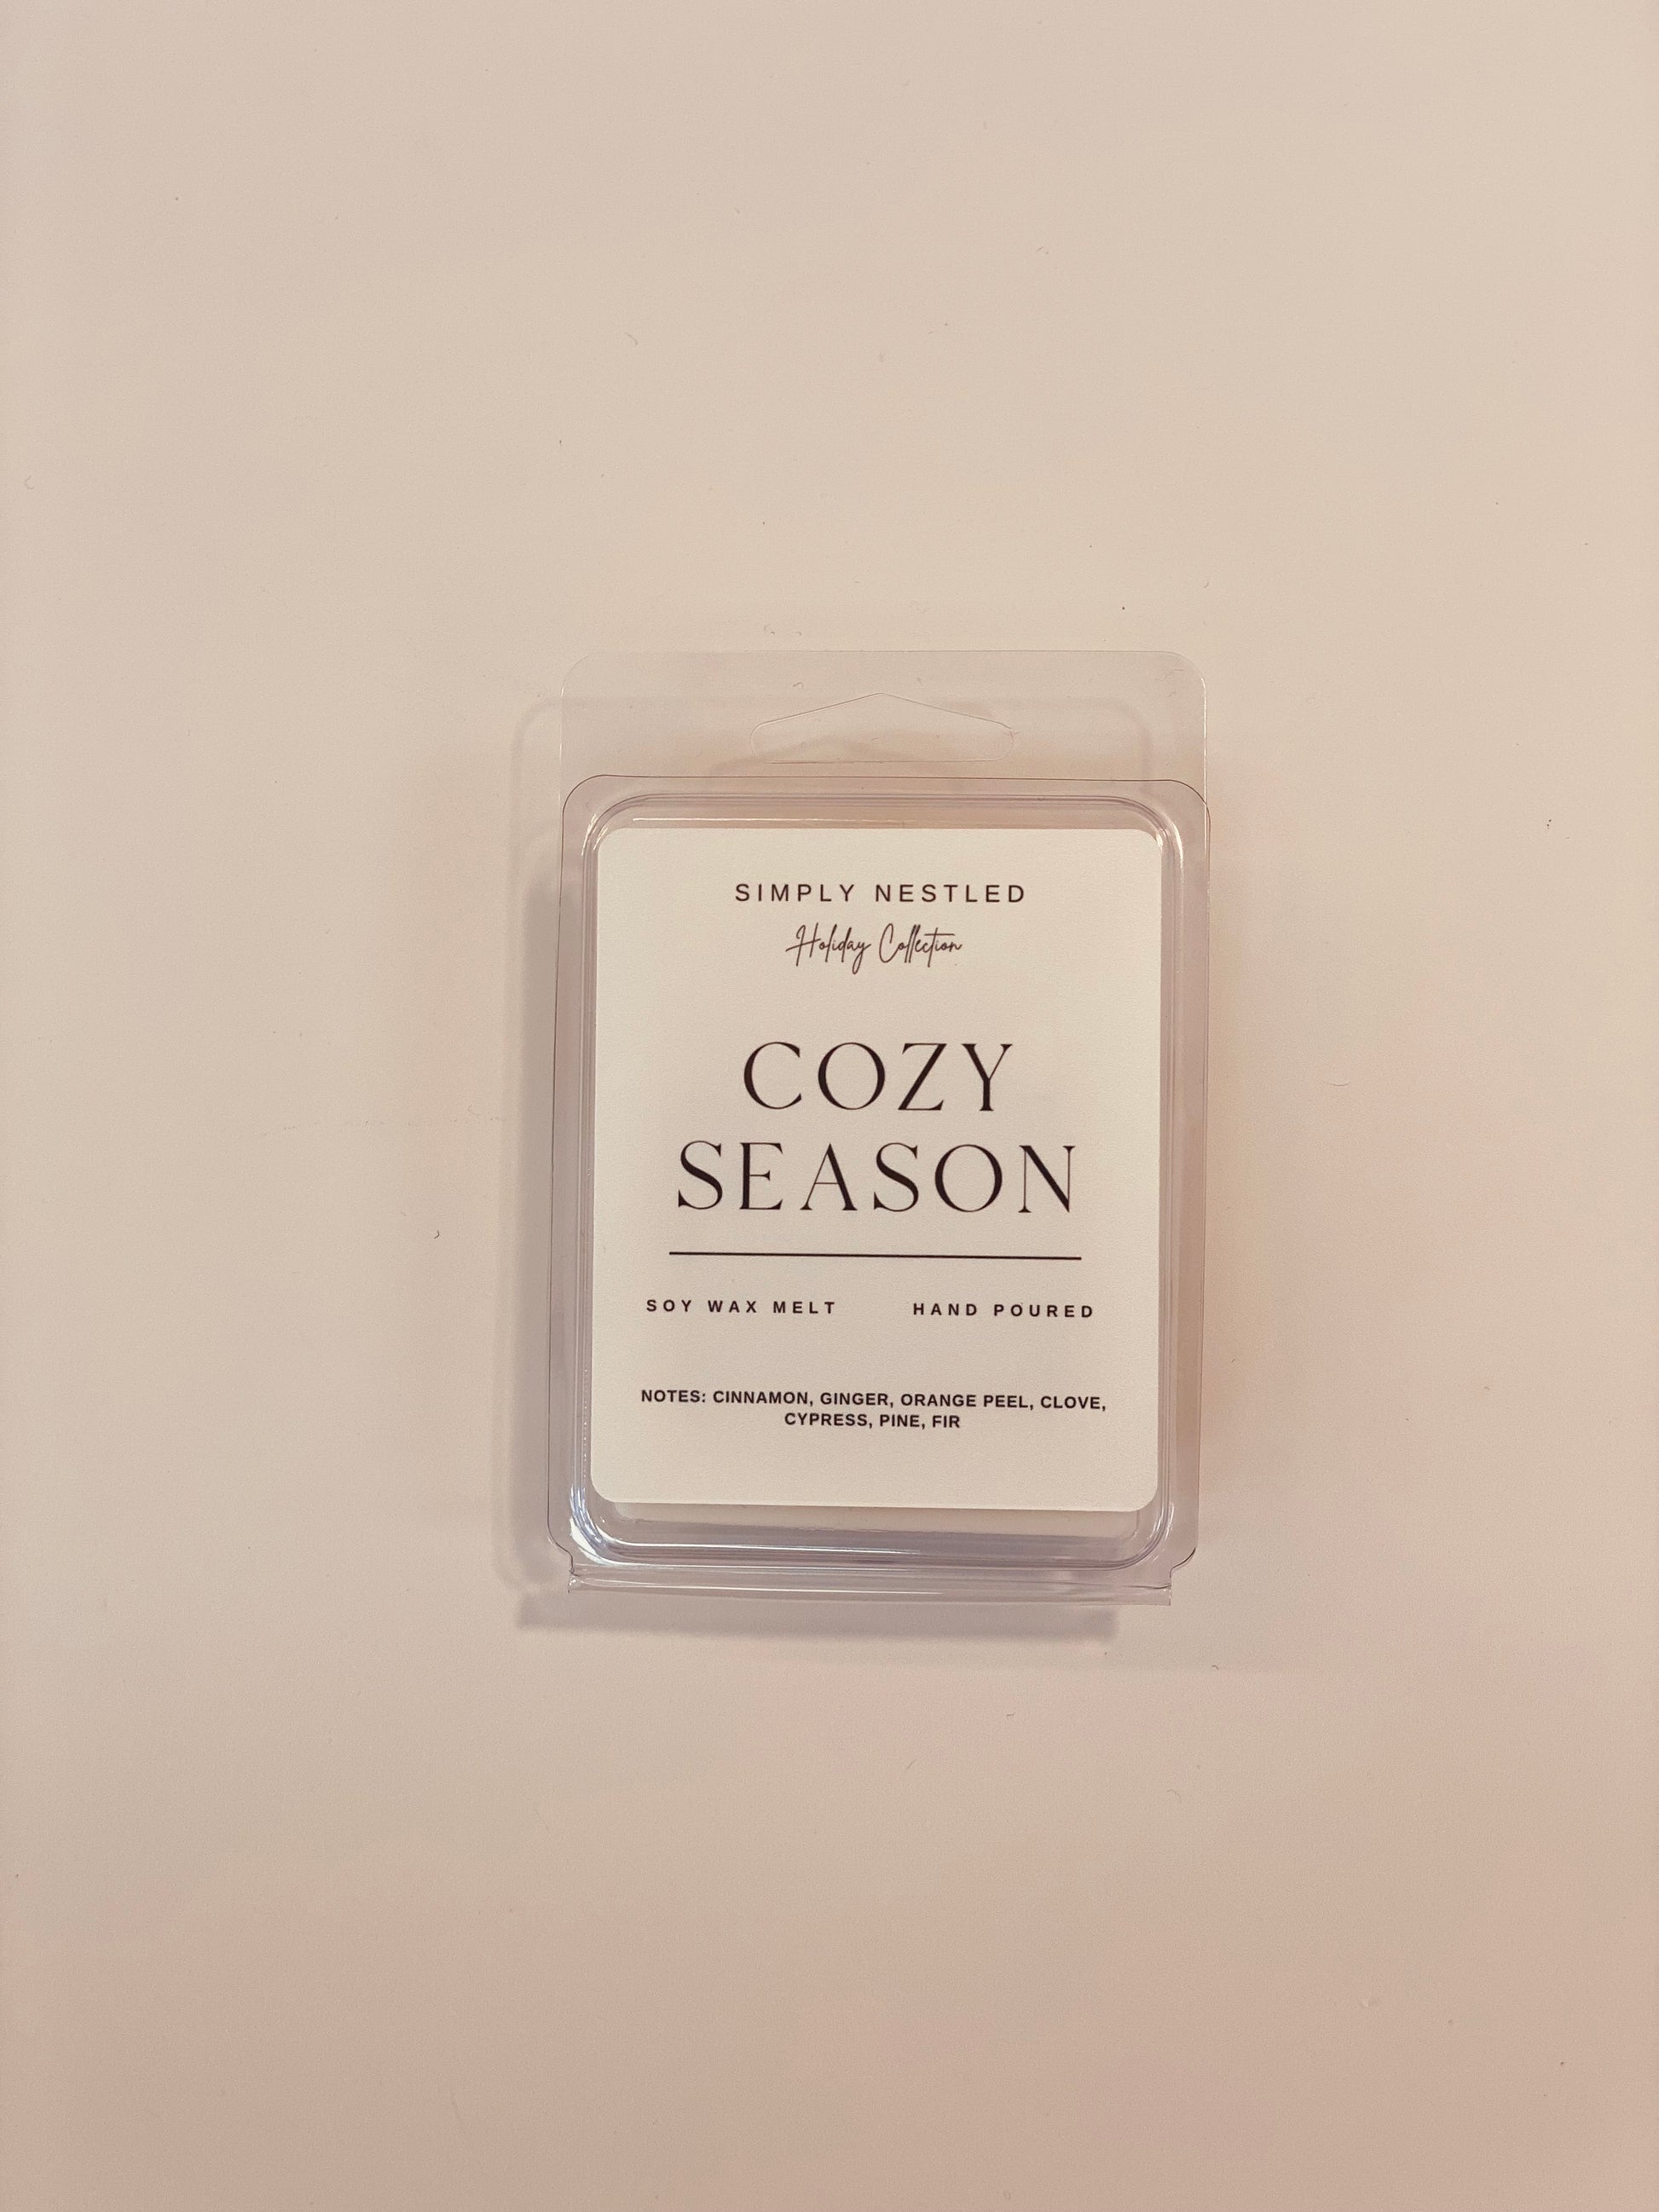 SIMPLY NESTLED
Holiday Collection
COZY
SEASON
SOY WAX MELT HAND POURED
NOTES: CINNAMON, GINGER, ORANGE PEEL, CLOVE,
CYPRESS, PINE, FIR